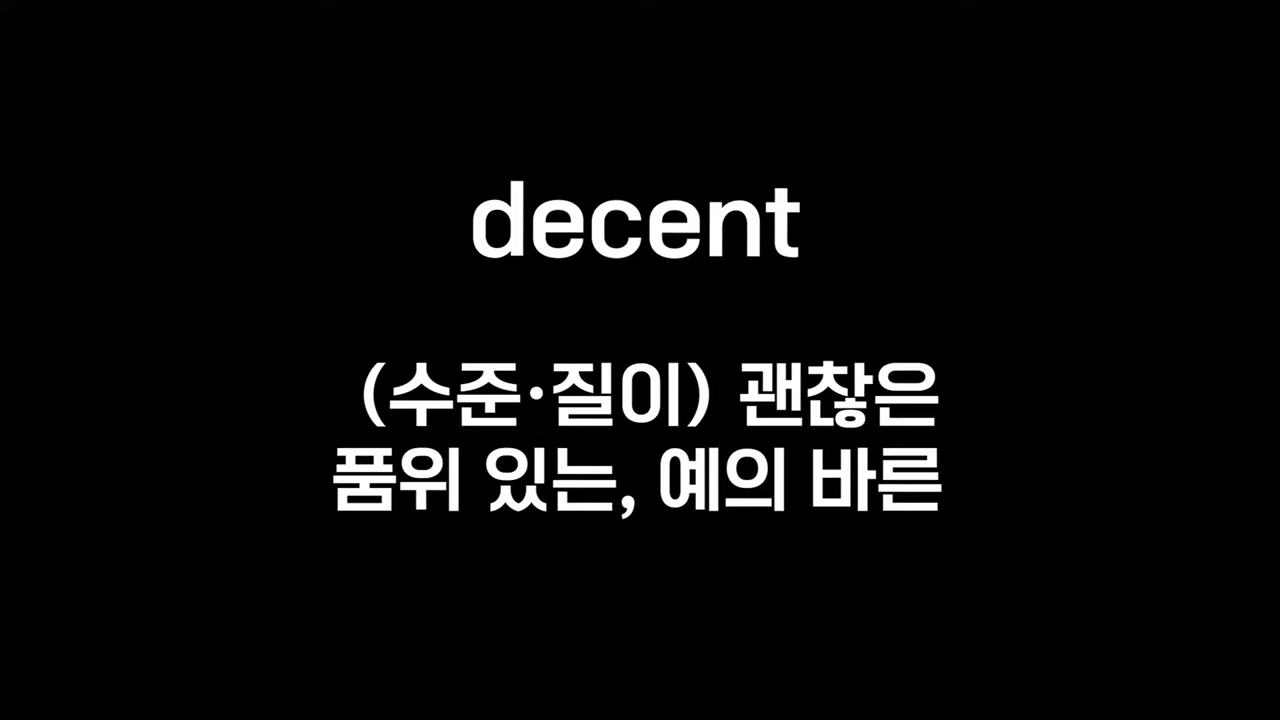 decent
(수준·질이) 괜찮은
품위 있는, 예의 바른